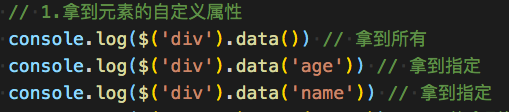 // 1.拿到元素的自定义属性
console.log($('div').data()) // 拿到所有
console.log($('div').data('age')) // 拿到指定
console.log($('div').data('name')) // 拿到指定